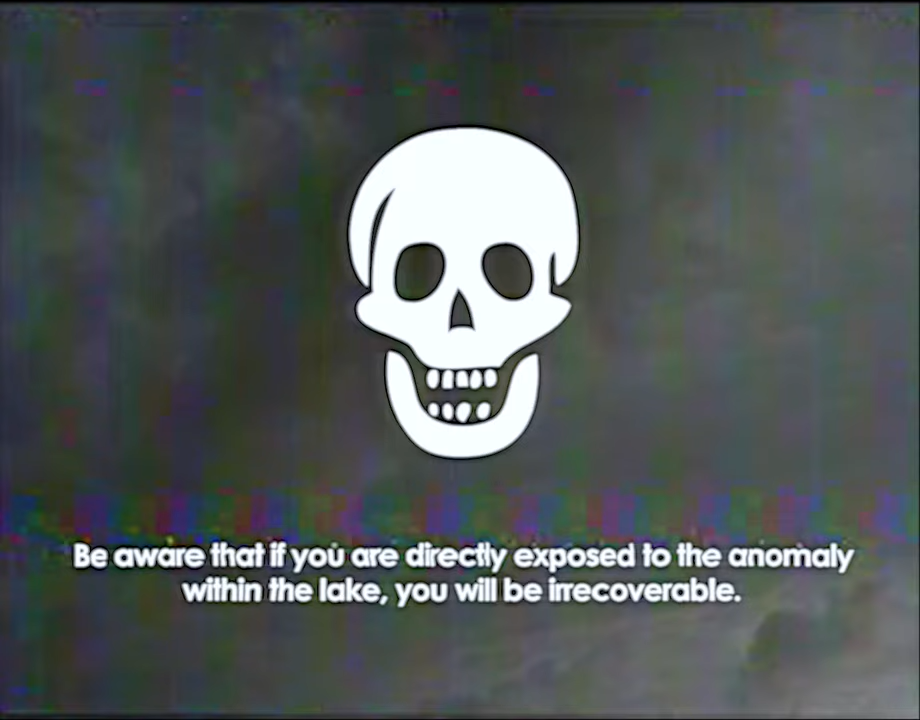 Be aware that if you are directly exposed to the anomaly
within the lake, you will be irrecoverable.